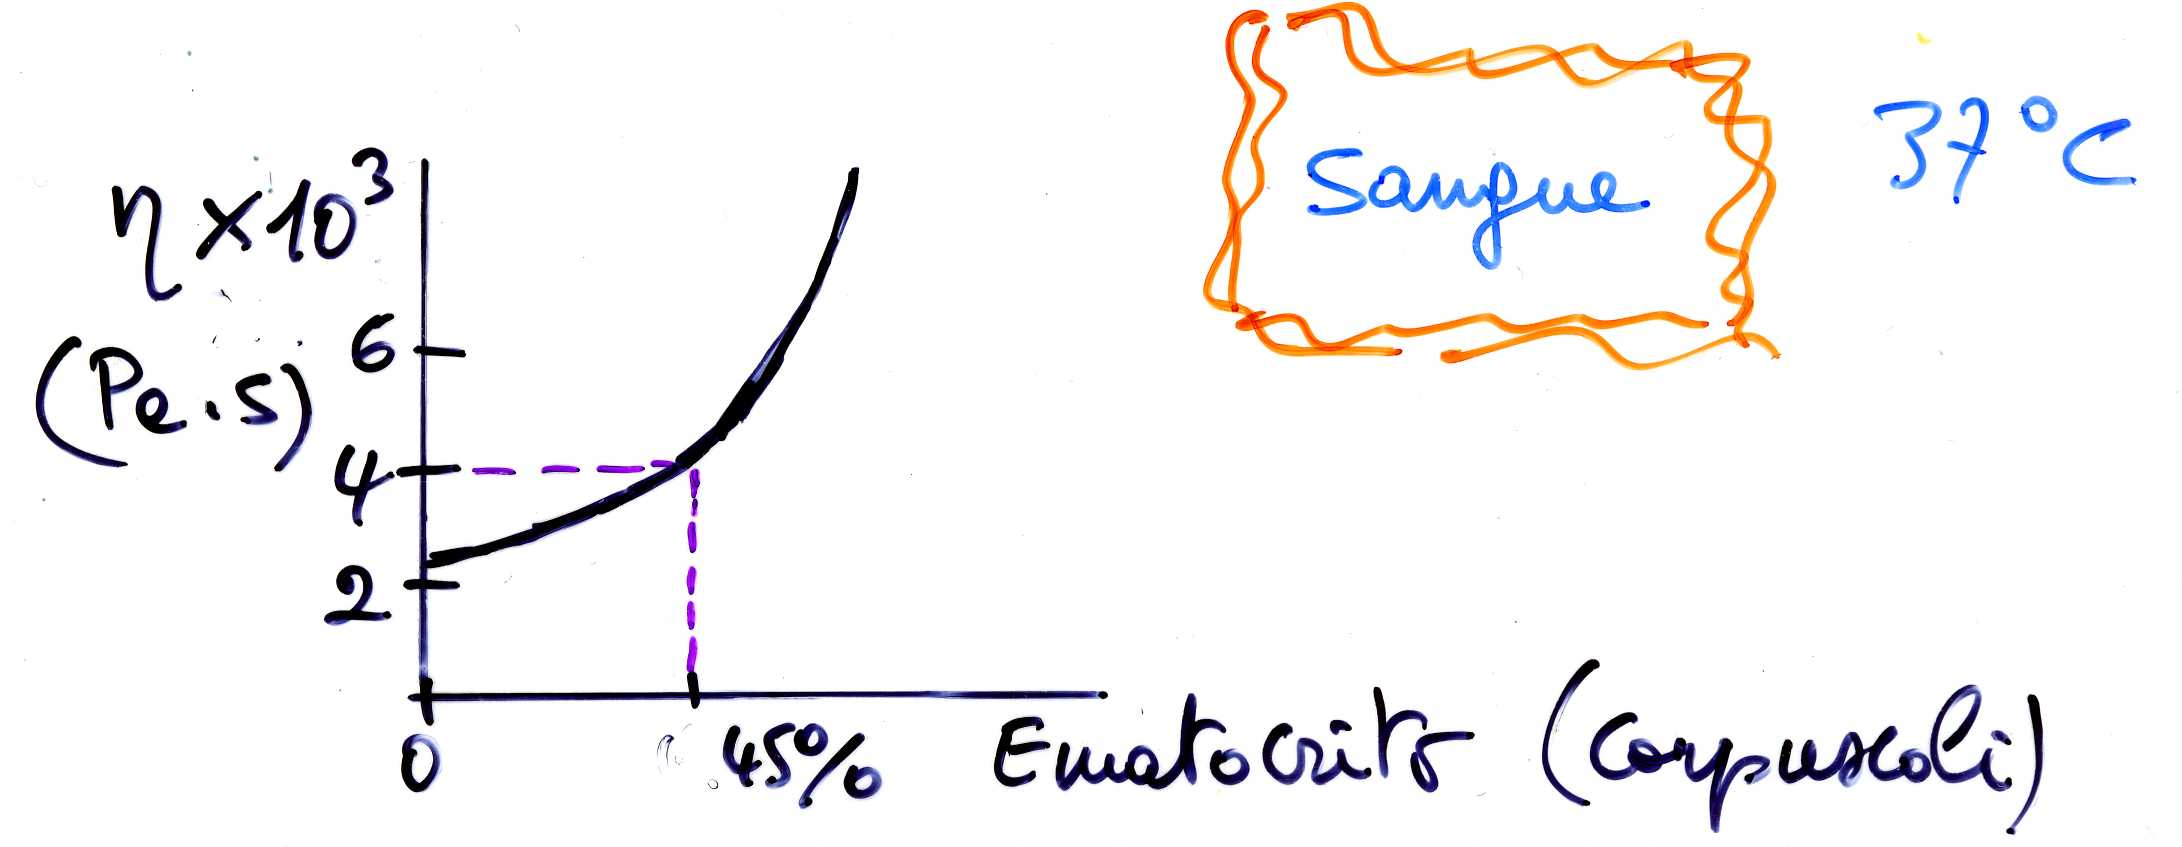 Sangue
37°C
η × 10³
(Pa.s)
6
4
2
0
45%
Ematocrito (corpuscoli)